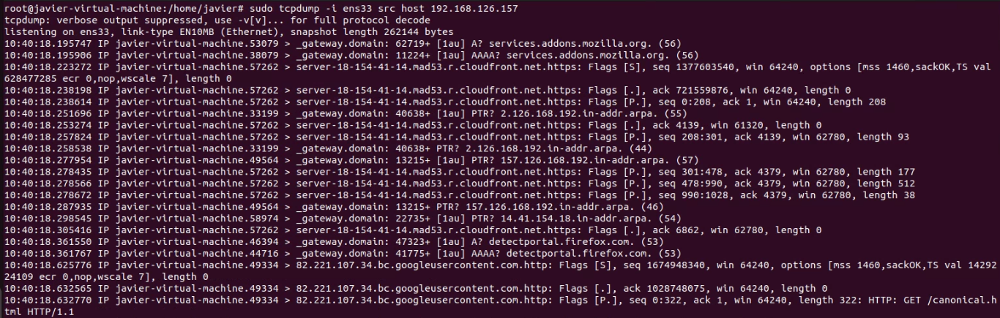 root@javier-virtual-machine:/home/javier# sudo tcpdump -i ens33 src host 192.168.126.157
tcpdump: verbose output suppressed, use -v[v]... for full protocol decode
listening on ens33, link-type EN10MB (Ethernet), snapshot length 262144 bytes
10:40:18.195747 IP javier-virtual-machine.53079 > _gateway.domain: 62719+ [1au] A? services.addons.mozilla.org. (56)
10:40:18.195906 IP javier-virtual-machine.38079 > _gateway.domain: 11224+ [1au] AAAA? services.addons.mozilla.org. (56)
10:40:18.223272 IP javier-virtual-machine.57262 > server-18-154-41-14.mad53.r.cloudfront.net.https: Flags [S], seq 1377603540, win 64240, options [mss 1460,sackOK,TS val
628477285 ecr 0,nop,wscale 7], length 0
10:40:18.238198 IP javier-virtual-machine.57262 > server-18-154-41-14.mad53.r.cloudfront.net.https: Flags [.], ack 721559876, win 64240, length 0
10:40:18.238614 IP javier-virtual-machine.57262 > server-18-154-41-14.mad53.r.cloudfront.net.https: Flags [P.], seq 0:208, ack 1, win 64240, length 208
10:40:18.251696 IP javier-virtual-machine.33199 > _gateway.domain: 40638+ [1au] PTR? 2.126.168.192.in-addr.arpa. (55)
10:40:18.253274 IP javier-virtual-machine.57262 > server-18-154-41-14.mad53.r.cloudfront.net.https: Flags [.], ack 4139, win 61320, length 0
10:40:18.257824 IP javier-virtual-machine.57262 > server-18-154-41-14.mad53.r.cloudfront.net.https: Flags [P.], seq 208:301, ack 4139, win 62780, length 93
10:40:18.258538 IP javier-virtual-machine.33199 > _gateway.domain: 40638+ PTR? 2.126.168.192.in-addr.arpa. (44)
10:40:18.277954 IP javier-virtual-machine.49564 > _gateway.domain: 13215+ [1au] PTR? 157.126.168.192.in-addr.arpa. (57)
10:40:18.278435 IP javier-virtual-machine.57262 > server-18-154-41-14.mad53.r.cloudfront.net.https: Flags [P.], seq 301:478, ack 4379, win 62780, length 177
10:40:18.278566 IP javier-virtual-machine.57262 > server-18-154-41-14.mad53.r.cloudfront.net.https: Flags [P.], seq 478:990, ack 4379, win 62780, length 512
10:40:18.278672 IP javier-virtual-machine.57262 > server-18-154-41-14.mad53.r.cloudfront.net.https: Flags [P.], seq 990:1028, ack 4379, win 62780, length 38
10:40:18.287935 IP javier-virtual-machine.49564 > _gateway.domain: 13215+ PTR? 157.126.168.192.in-addr.arpa. (46)
10:40:18.298545 IP javier-virtual-machine.58974 > _gateway.domain: 22735+ [1au] PTR? 14.41.154.18.in-addr.arpa. (54)
10:40:18.305416 IP javier-virtual-machine.57262 > server-18-154-41-14.mad53.r.cloudfront.net.https: Flags [.], ack 6862, win 62780, length 0
10:40:18.361550 IP javier-virtual-machine.46394 > _gateway.domain: 47323+ [1au] A? detectportal.firefox.com. (53)
10:40:18.361767 IP javier-virtual-machine.44716 > _gateway.domain: 41775+ [1au] AAAA? detectportal.firefox.com. (53)
10:40:18.625776 IP javier-virtual-machine.49334 > 82.221.107.34.bc.googleusercontent.com.http: Flags [S], seq 1674948340, win 64240, options [mss 1460,sackOK,TS val 14292
24109 ecr 0,nop,wscale 7], length 0
10:40:18.632565 IP javier-virtual-machine.49334 > 82.221.107.34.bc.googleusercontent.com.http: Flags [.], ack 1028748075, win 64240, length 0
10:40:18.632770 IP javier-virtual-machine.49334 > 82.221.107.34.bc.googleusercontent.com.http: Flags [P.], seq 0:322, ack 1, win 64240, length 322: HTTP: GET /canonical.h
tml HTTP/1.1